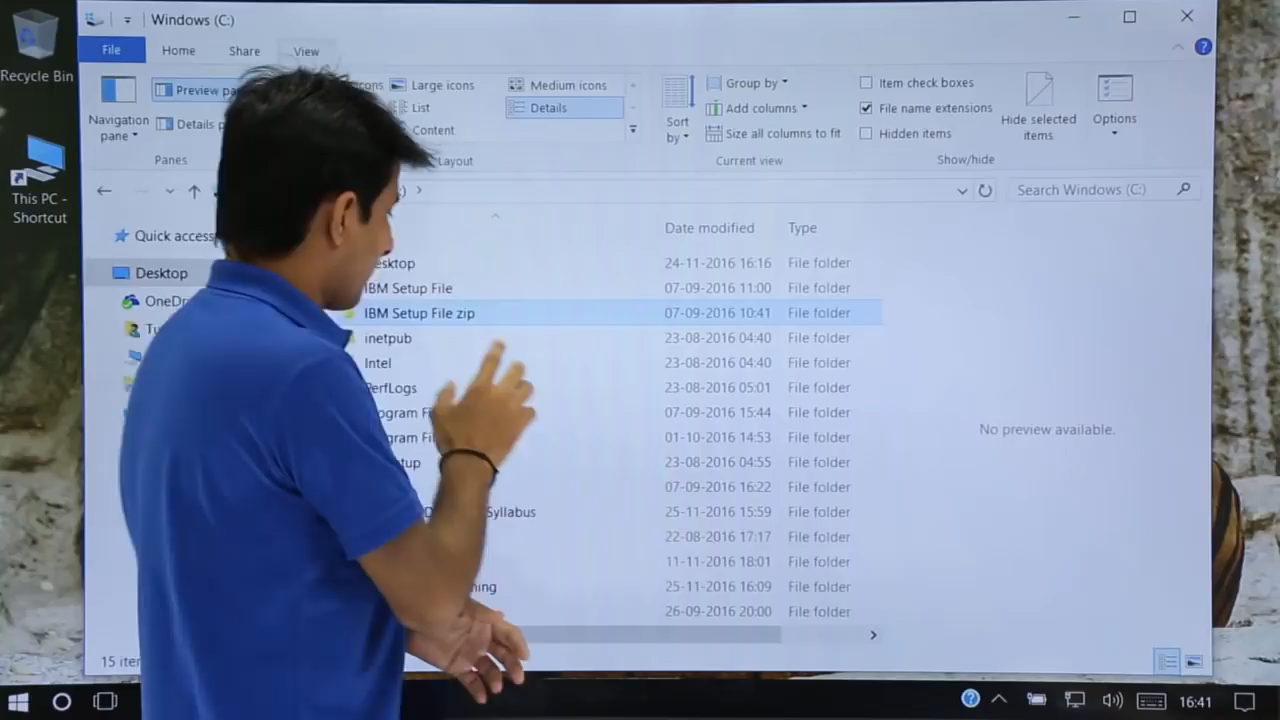 Recycle Bin
This PC -
Shortcut
Windows (C:)
File Home Share View
Preview
Details
Navigation
pane
Panes
Large icons
Medium icons
List
Details
Content
Layout
Sort
by
Group by
Add columns
Size all columns to fit
Current view
Item check boxes
File name extensions
Hidden items
Hide selected
items
Options
Show/hide
Search Windows (C:)
Quick access
Desktop
Date modified Type
24-11-2016 16:16 File folder
IBM Setup File 07-09-2016 11:00 File folder
IBM Setup File zip 07-09-2016 10:41 File folder
inetpub 23-08-2016 04:40 File folder
Intel 23-08-2016 04:40 File folder
PerfLogs 23-08-2016 05:01 File folder
07-09-2016 15:44 File folder
01-10-2016 14:53 File folder
23-08-2016 04:55 File folder
07-09-2016 16:22 File folder
Syllabus 25-11-2016 15:59 File folder
22-08-2016 17:17 File folder
11-11-2016 18:01 File folder
25-11-2016 16:09 File folder
26-09-2016 20:00 File folder
No preview available.
15
16:41